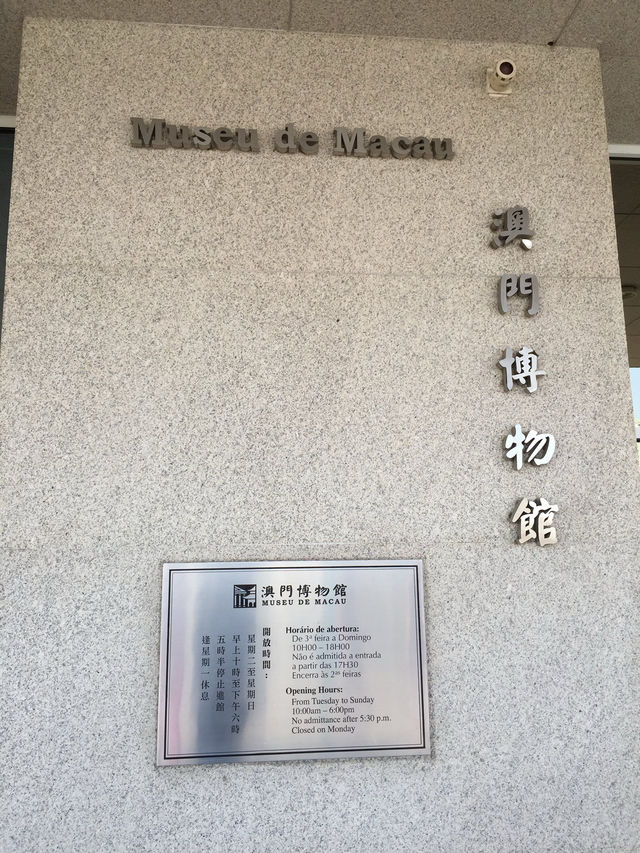 Museu de Macau
澳門博物館
澳門博物館
MUSEU DE MACAU
開放時間：
星期二至星期日
早上十時至下午六時
五時半停止進館
逢星期一休息
Horário de abertura:
De 3ª feira a Domingo
10H00 – 18H00
Não é admitida a entrada
a partir das 17H30
Encerra às 2ªˢ feiras
Opening Hours:
From Tuesday to Sunday
10:00am – 6:00pm
No admittance after 5:30 p.m.
Closed on Monday